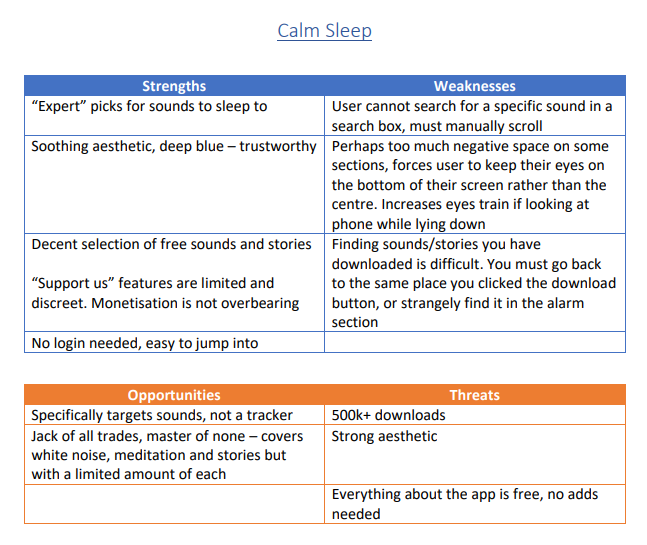 Calm Sleep
Strengths
Weaknesses
“Expert” picks for sounds to sleep to
User cannot search for a specific sound in a
search box, must manually scroll
Soothing aesthetic, deep blue – trustworthy
Perhaps too much negative space on some
sections, forces user to keep their eyes on
the bottom of their screen rather than the
centre. Increases eyes train if looking at
phone while lying down
Decent selection of free sounds and stories
“Support us” features are limited and
discreet. Monetisation is not overbearing
Finding sounds/stories you have
downloaded is difficult. You must go back
to the same place you clicked the download
button, or strangely find it in the alarm
section
No login needed, easy to jump into
Opportunities
Threats
Specifically targets sounds, not a tracker
500k+ downloads
Jack of all trades, master of none – covers
white noise, meditation and stories but
with a limited amount of each
Strong aesthetic
Everything about the app is free, no adds
needed